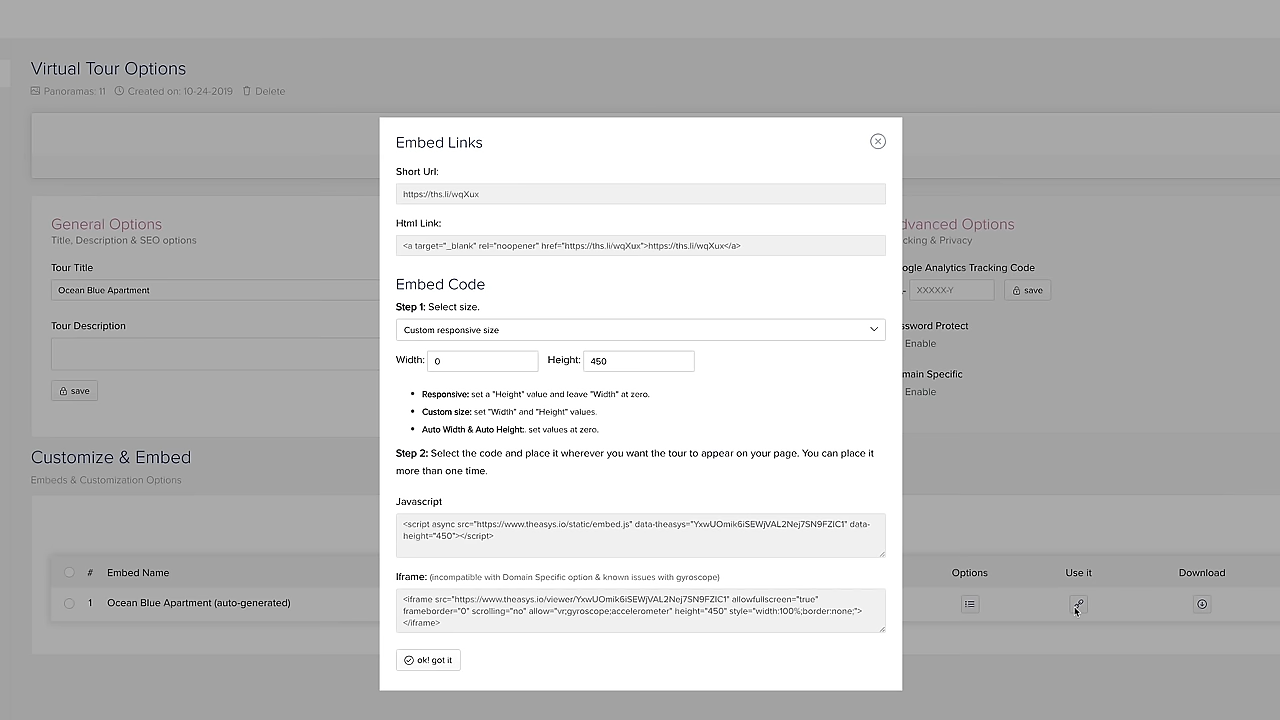 Virtual Tour Options
Panoramas: 11 Created on: 10-24-2019 Delete
Embed Links
Short Url:
https://ths.li/wqXux
Html Link:
<a target="_blank" rel="noopener" href="https://ths.li/wqXux">https://ths.li/wqXux</a>
Embed Code
Step 1: Select size.
Custom responsive size
Width: 0 Height: 450
Responsive: set a "Height" value and leave "Width" at zero.
Custom size: set "Width" and "Height" values.
Auto Width & Auto Height:. set values at zero.
Step 2: Select the code and place it wherever you want the tour to appear on your page. You can place it
more than one time.
Javascript
<script async src="https://www.theasys.io/static/embed.js" data-theasys="YxwUOmik6iSEWjVAL2Nej7SN9FZIC1" data-
height="450"></script>
Iframe: (incompatible with Domain Specific option & known issues with gyroscope)
<iframe src="https://www.theasys.io/viewer/YxwUOmik6iSEWjVAL2Nej7SN9FZIC1" allowfullscreen="true"
frameborder="0" scrolling="no" allow="vr;gyroscope;accelerometer" height="450" style="width:100%;border:none;">
</iframe>
ok! got it
General Options
Title, Description & SEO options
Tour Title
Ocean Blue Apartment
Tour Description
save
dvanced Options
cking & Privacy
ogle Analytics Tracking Code
XXXXX-Y save
ssword Protect
Enable
main Specific
Enable
Customize & Embed
Embeds & Customization Options
# Embed Name Options Use it Download
1 Ocean Blue Apartment (auto-generated)